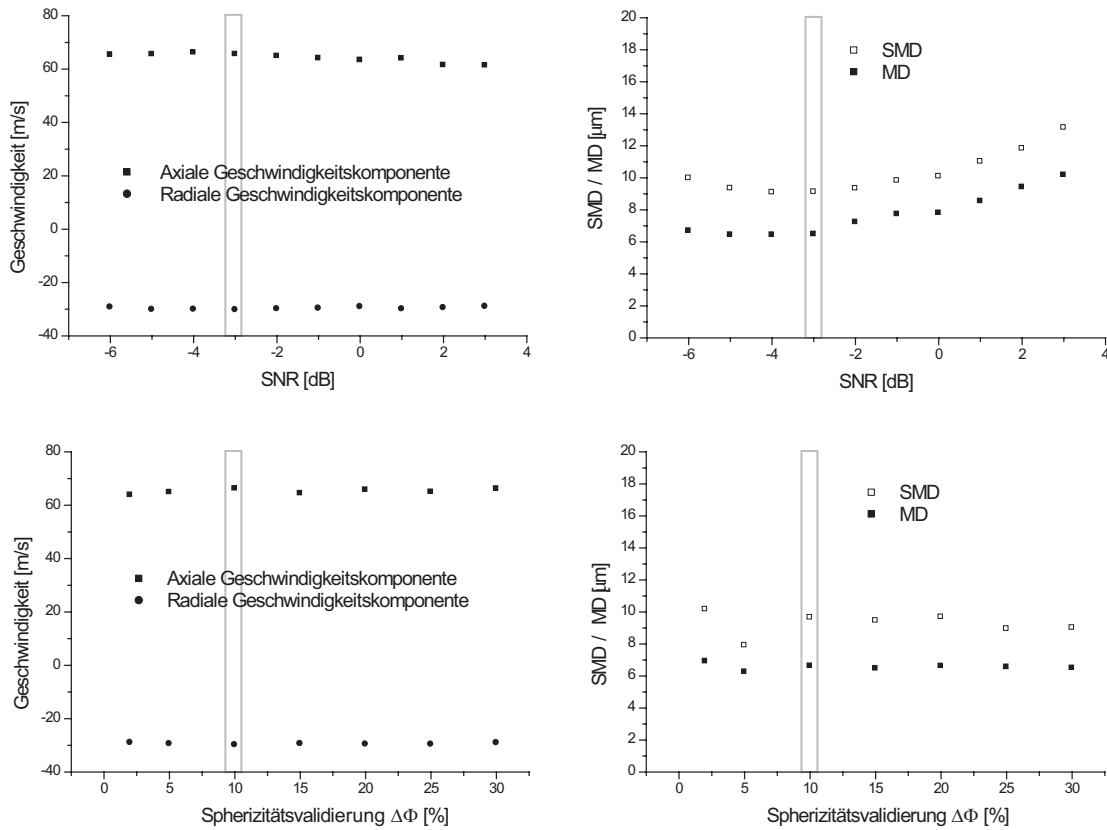 80
60
40
20
0
-20
-40
Geschwindigkeit [m/s]
Axiale Geschwindigkeitskomponente
Radiale Geschwindigkeitskomponente
-6 -4 -2 0 2 4
SNR [dB]
20
18
16
14
12
10
8
6
4
2
0
SMD / MD [µm]
SMD
MD
-6 -4 -2 0 2 4
SNR [dB]
80
60
40
20
0
-20
-40
Geschwindigkeit [m/s]
Axiale Geschwindigkeitskomponente
Radiale Geschwindigkeitskomponente
0 5 10 15 20 25 30
Spherizitätsvalidierung ΔΦ [%]
20
18
16
14
12
10
8
6
4
2
0
SMD / MD [µm]
SMD
MD
0 5 10 15 20 25 30
Spherizitätsvalidierung ΔΦ [%]